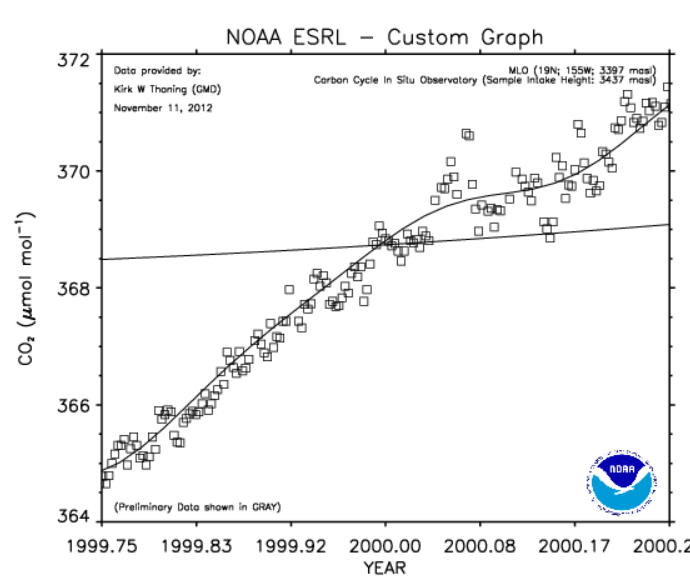 NOAA ESRL – Custom Graph
Data provided by:
Kirk W Thoning (GMD)
November 11, 2012
MLO (19N; 155W; 3397 masl)
Carbon Cycle In Situ Observatory (Sample Intake Height: 3437 masl)
372
370
368
366
364
CO₂ (μmol mol⁻¹)
(Preliminary Data shown in GRAY)
NOAA
1999.75 1999.83 1999.92 2000.00 2000.08 2000.17 2000.2
YEAR